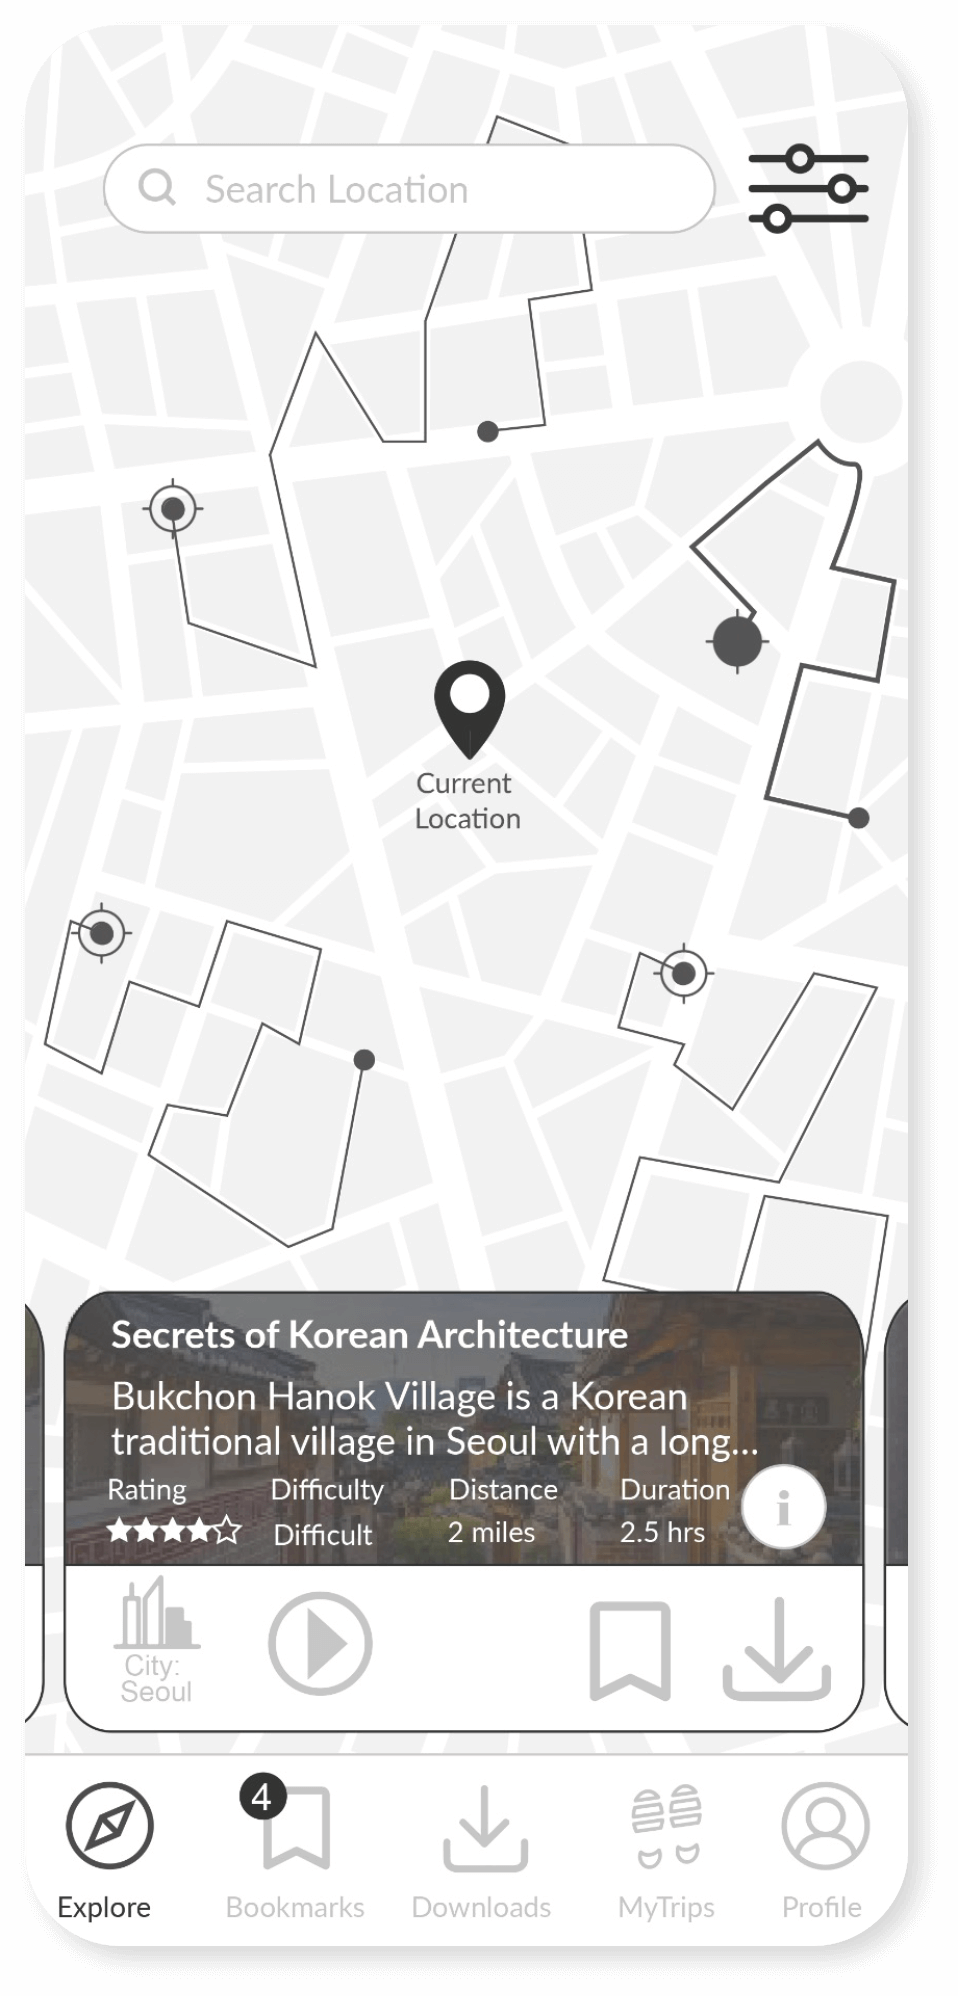 Search Location
Current
Location
Secrets of Korean Architecture
Bukchon Hanok Village is a Korean
traditional village in Seoul with a long...
Rating Difficulty Distance Duration
Difficult 2 miles 2.5 hrs
i
City:
Seoul
4
Explore Bookmarks Downloads MyTrips Profile